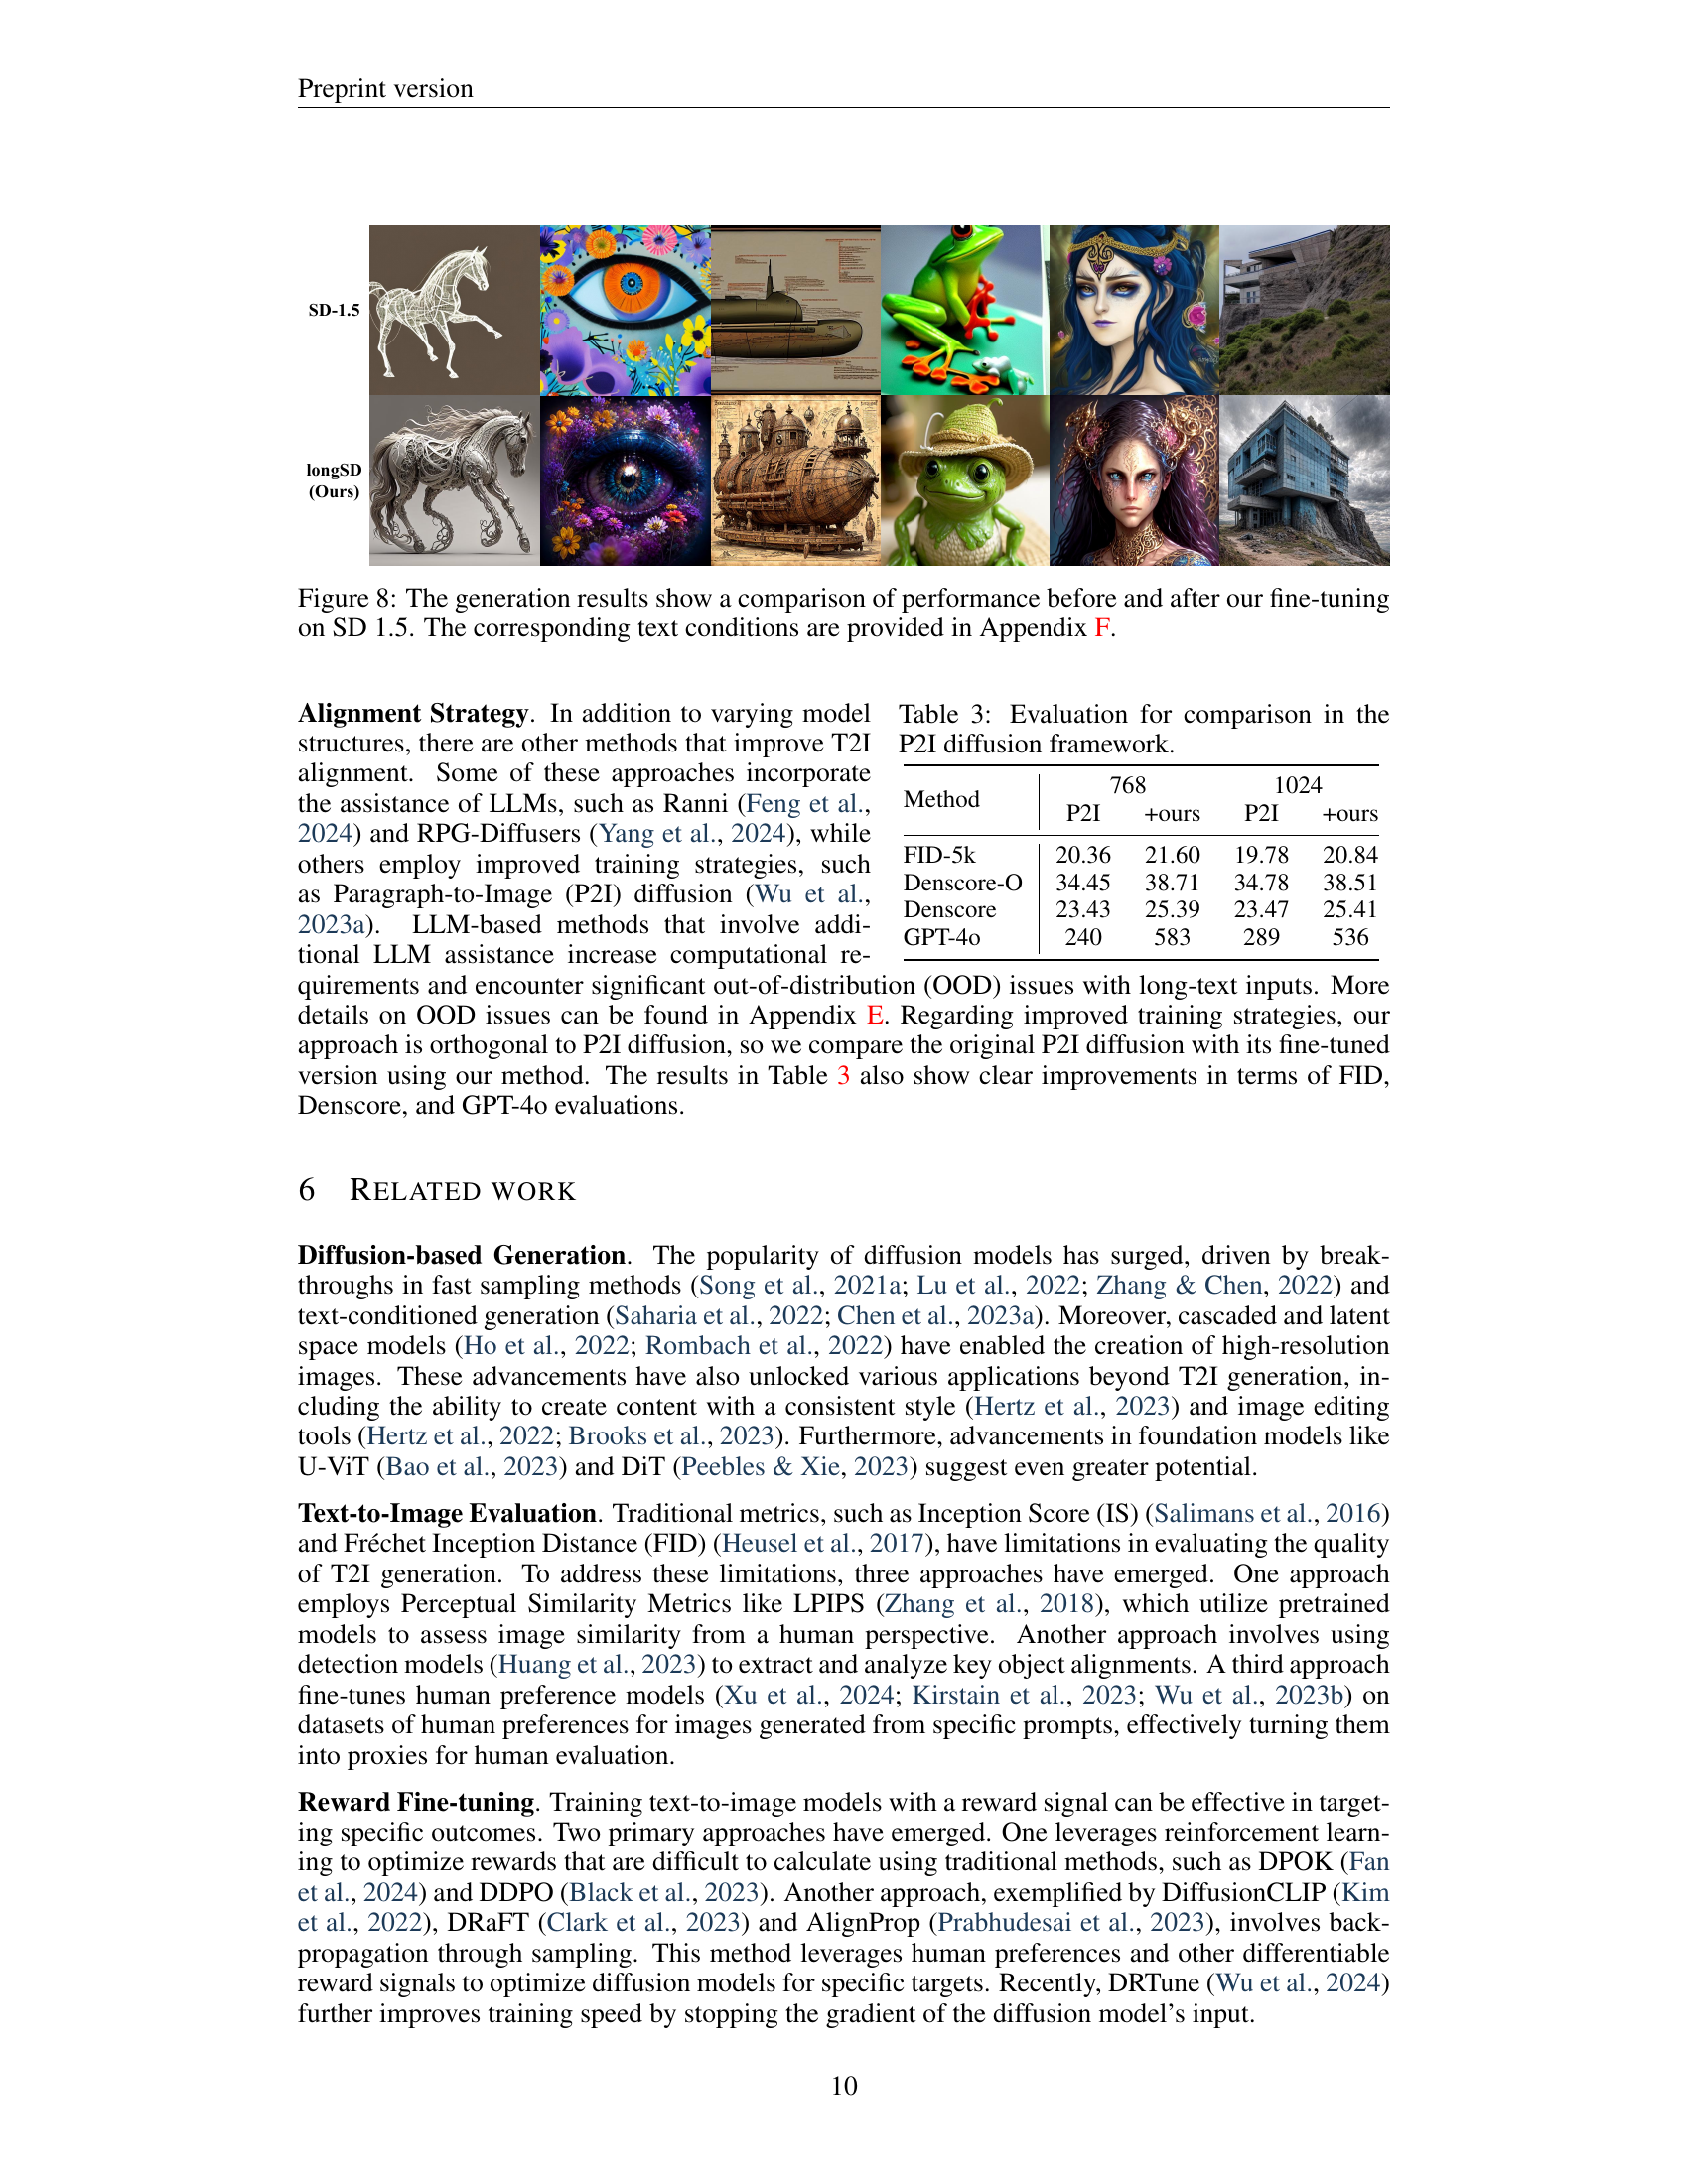 Preprint version
SD-1.5
longSD
(Ours)
Figure 8: The generation results show a comparison of performance before and after our fine-tuning
on SD 1.5. The corresponding text conditions are provided in Appendix F.
Alignment Strategy. In addition to varying model
structures, there are other methods that improve T2I
alignment. Some of these approaches incorporate
the assistance of LLMs, such as Ranni (Feng et al.,
2024) and RPG-Diffusers (Yang et al., 2024), while
others employ improved training strategies, such
as Paragraph-to-Image (P2I) diffusion (Wu et al.,
2023a). LLM-based methods that involve addi-
tional LLM assistance increase computational re-
Table 3: Evaluation for comparison in the
P2I diffusion framework.
Method 768 1024
P2I +ours P2I +ours
FID-5k 20.36 21.60 19.78 20.84
Denscore-O 34.45 38.71 34.78 38.51
Denscore 23.43 25.39 23.47 25.41
GPT-4o 240 583 289 536
quirements and encounter significant out-of-distribution (OOD) issues with long-text inputs. More
details on OOD issues can be found in Appendix E. Regarding improved training strategies, our
approach is orthogonal to P2I diffusion, so we compare the original P2I diffusion with its fine-tuned
version using our method. The results in Table 3 also show clear improvements in terms of FID,
Denscore, and GPT-4o evaluations.
6 RELATED WORK
Diffusion-based Generation. The popularity of diffusion models has surged, driven by break-
throughs in fast sampling methods (Song et al., 2021a; Lu et al., 2022; Zhang & Chen, 2022) and
text-conditioned generation (Saharia et al., 2022; Chen et al., 2023a). Moreover, cascaded and latent
space models (Ho et al., 2022; Rombach et al., 2022) have enabled the creation of high-resolution
images. These advancements have also unlocked various applications beyond T2I generation, in-
cluding the ability to create content with a consistent style (Hertz et al., 2023) and image editing
tools (Hertz et al., 2022; Brooks et al., 2023). Furthermore, advancements in foundation models like
U-ViT (Bao et al., 2023) and DiT (Peebles & Xie, 2023) suggest even greater potential.
Text-to-Image Evaluation. Traditional metrics, such as Inception Score (IS) (Salimans et al., 2016)
and Fréchet Inception Distance (FID) (Heusel et al., 2017), have limitations in evaluating the quality
of T2I generation. To address these limitations, three approaches have emerged. One approach
employs Perceptual Similarity Metrics like LPIPS (Zhang et al., 2018), which utilize pretrained
models to assess image similarity from a human perspective. Another approach involves using
detection models (Huang et al., 2023) to extract and analyze key object alignments. A third approach
fine-tunes human preference models (Xu et al., 2024; Kirstain et al., 2023; Wu et al., 2023b) on
datasets of human preferences for images generated from specific prompts, effectively turning them
into proxies for human evaluation.
Reward Fine-tuning. Training text-to-image models with a reward signal can be effective in target-
ing specific outcomes. Two primary approaches have emerged. One leverages reinforcement learn-
ing to optimize rewards that are difficult to calculate using traditional methods, such as DPOK (Fan
et al., 2024) and DDPO (Black et al., 2023). Another approach, exemplified by DiffusionCLIP (Kim
et al., 2022), DRaFT (Clark et al., 2023) and AlignProp (Prabhudesai et al., 2023), involves back-
propagation through sampling. This method leverages human preferences and other differentiable
reward signals to optimize diffusion models for specific targets. Recently, DRTune (Wu et al., 2024)
further improves training speed by stopping the gradient of the diffusion model's input.
10